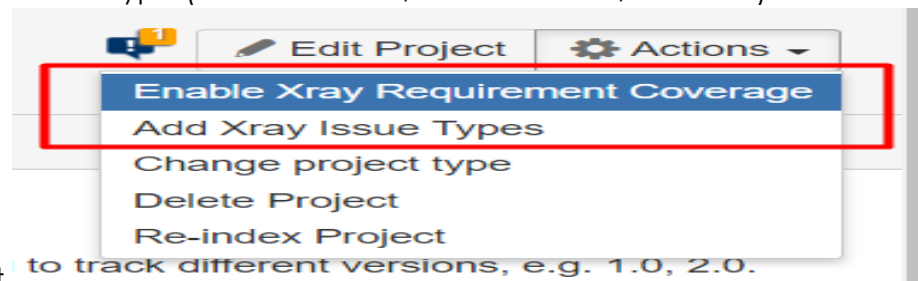 1
Edit Project Actions
Enable Xray Requirement Coverage
Add Xray Issue Types
Change project type
Delete Project
Re-index Project
to track different versions, e.g. 1.0, 2.0.